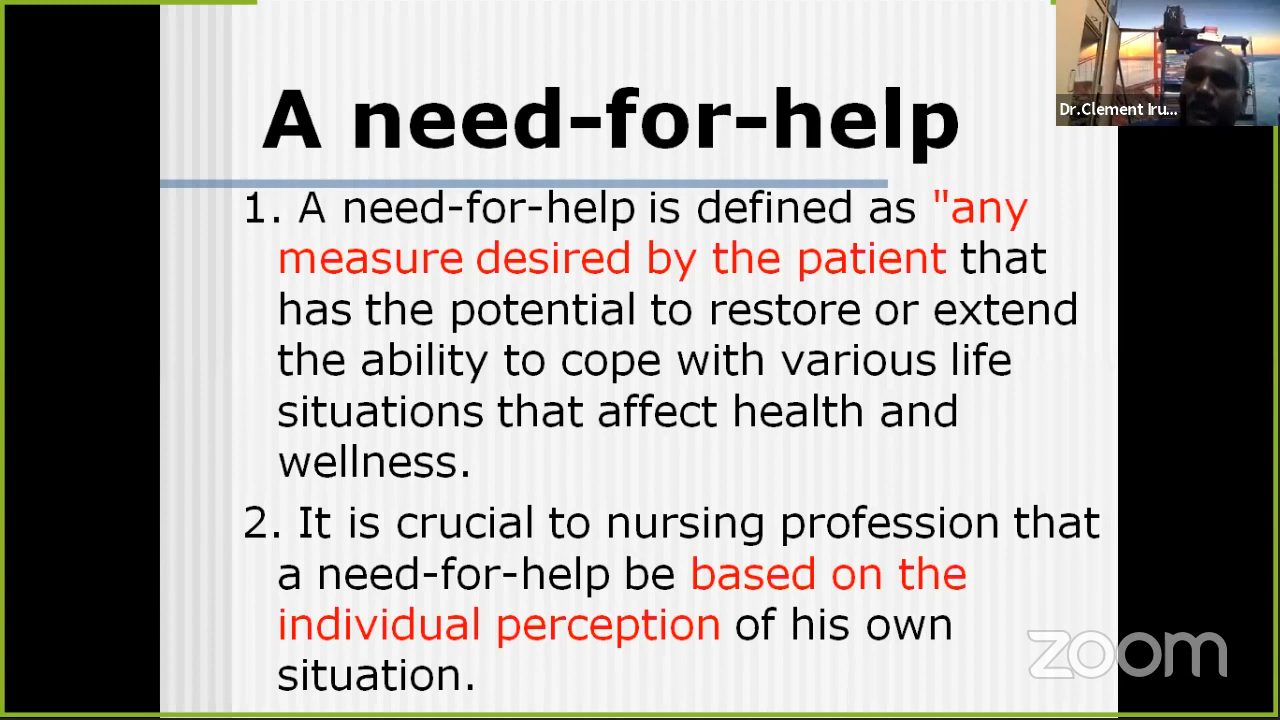 A need-for-help
Dr.Clement Iru...
1. A need-for-help is defined as "any
measure desired by the patient that
has the potential to restore or extend
the ability to cope with various life
situations that affect health and
wellness.
2. It is crucial to nursing profession that
a need-for-help be based on the
individual perception of his own
situation.
zoom